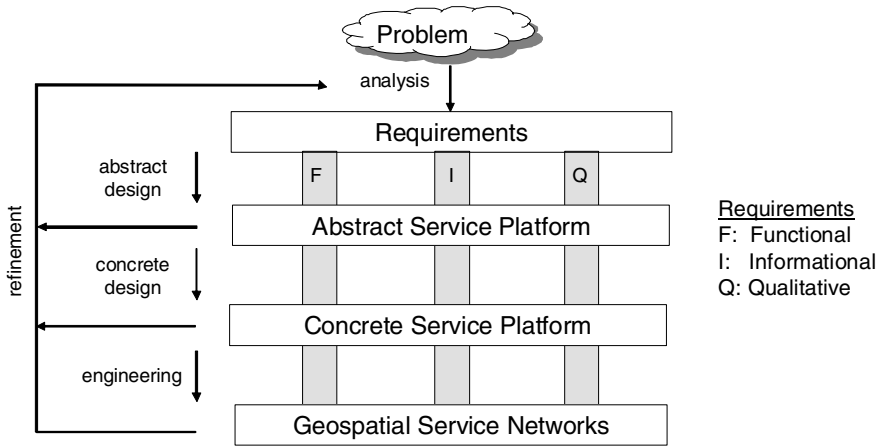 Problem
analysis
Requirements
F
I
Q
abstract
design
Abstract Service Platform
refinement
concrete
design
Concrete Service Platform
engineering
Geospatial Service Networks
Requirements
F: Functional
I: Informational
Q: Qualitative